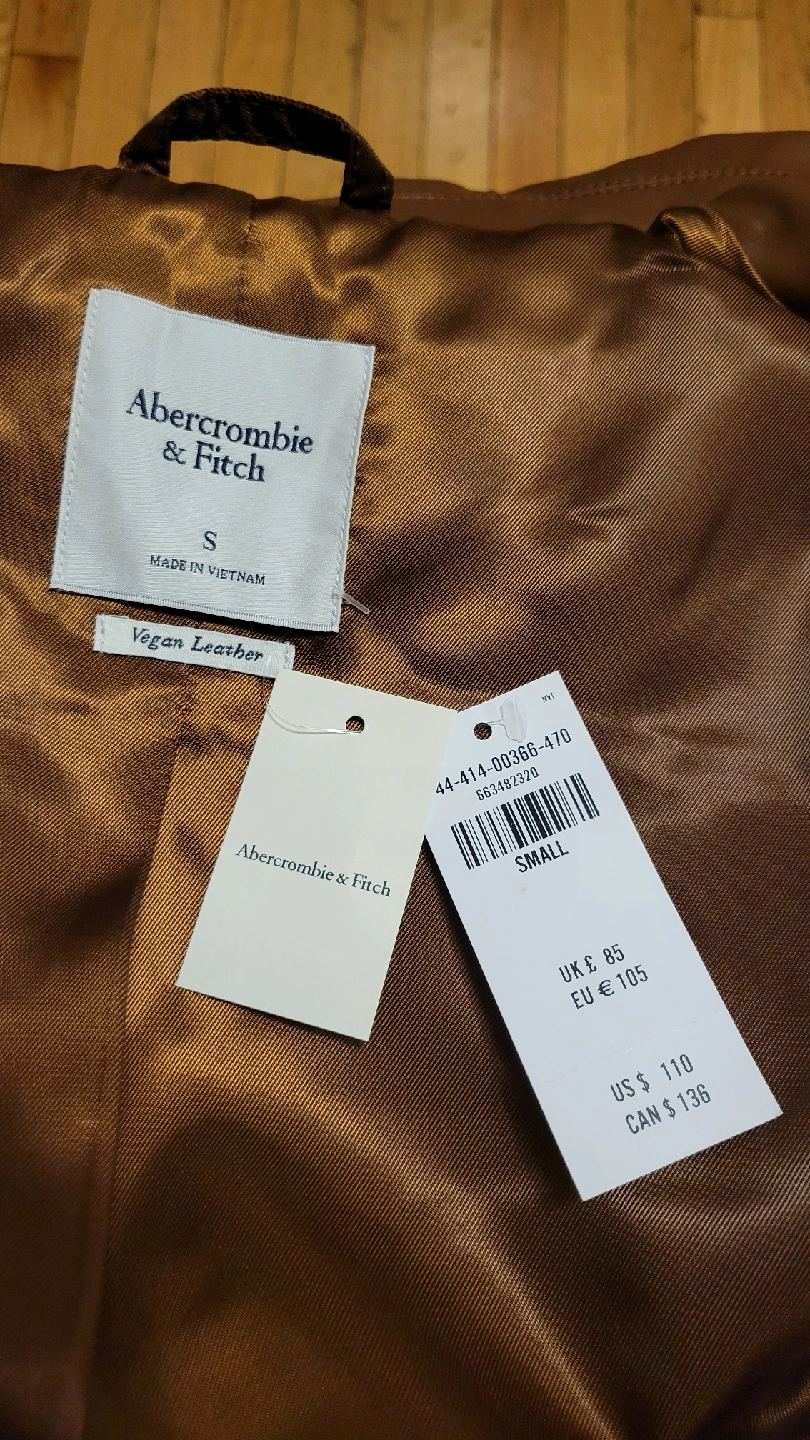 Abercrombie
& Fitch
S
MADE IN VIETNAM
Vegan Leather
Abercrombie & Fitch
44-414-00366-470
663482320
SMALL
UK £ 85
EU € 105
US $ 110
CAN $ 136